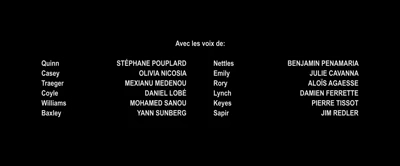 Avec les voix de:
Quinn STÉPHANE POUPLARD
Casey OLIVIA NICOSIA
Traeger MEXIANU MEDENOU
Coyle DANIEL LOBÉ
Williams MOHAMED SANOU
Baxley YANN SUNBERG
Nettles BENJAMIN PENAMARIA
Emily JULIE CAVANNA
Rory ALOÏS AGAESSE
Lynch DAMIEN FERRETTE
Keyes PIERRE TISSOT
Sapir JIM REDLER